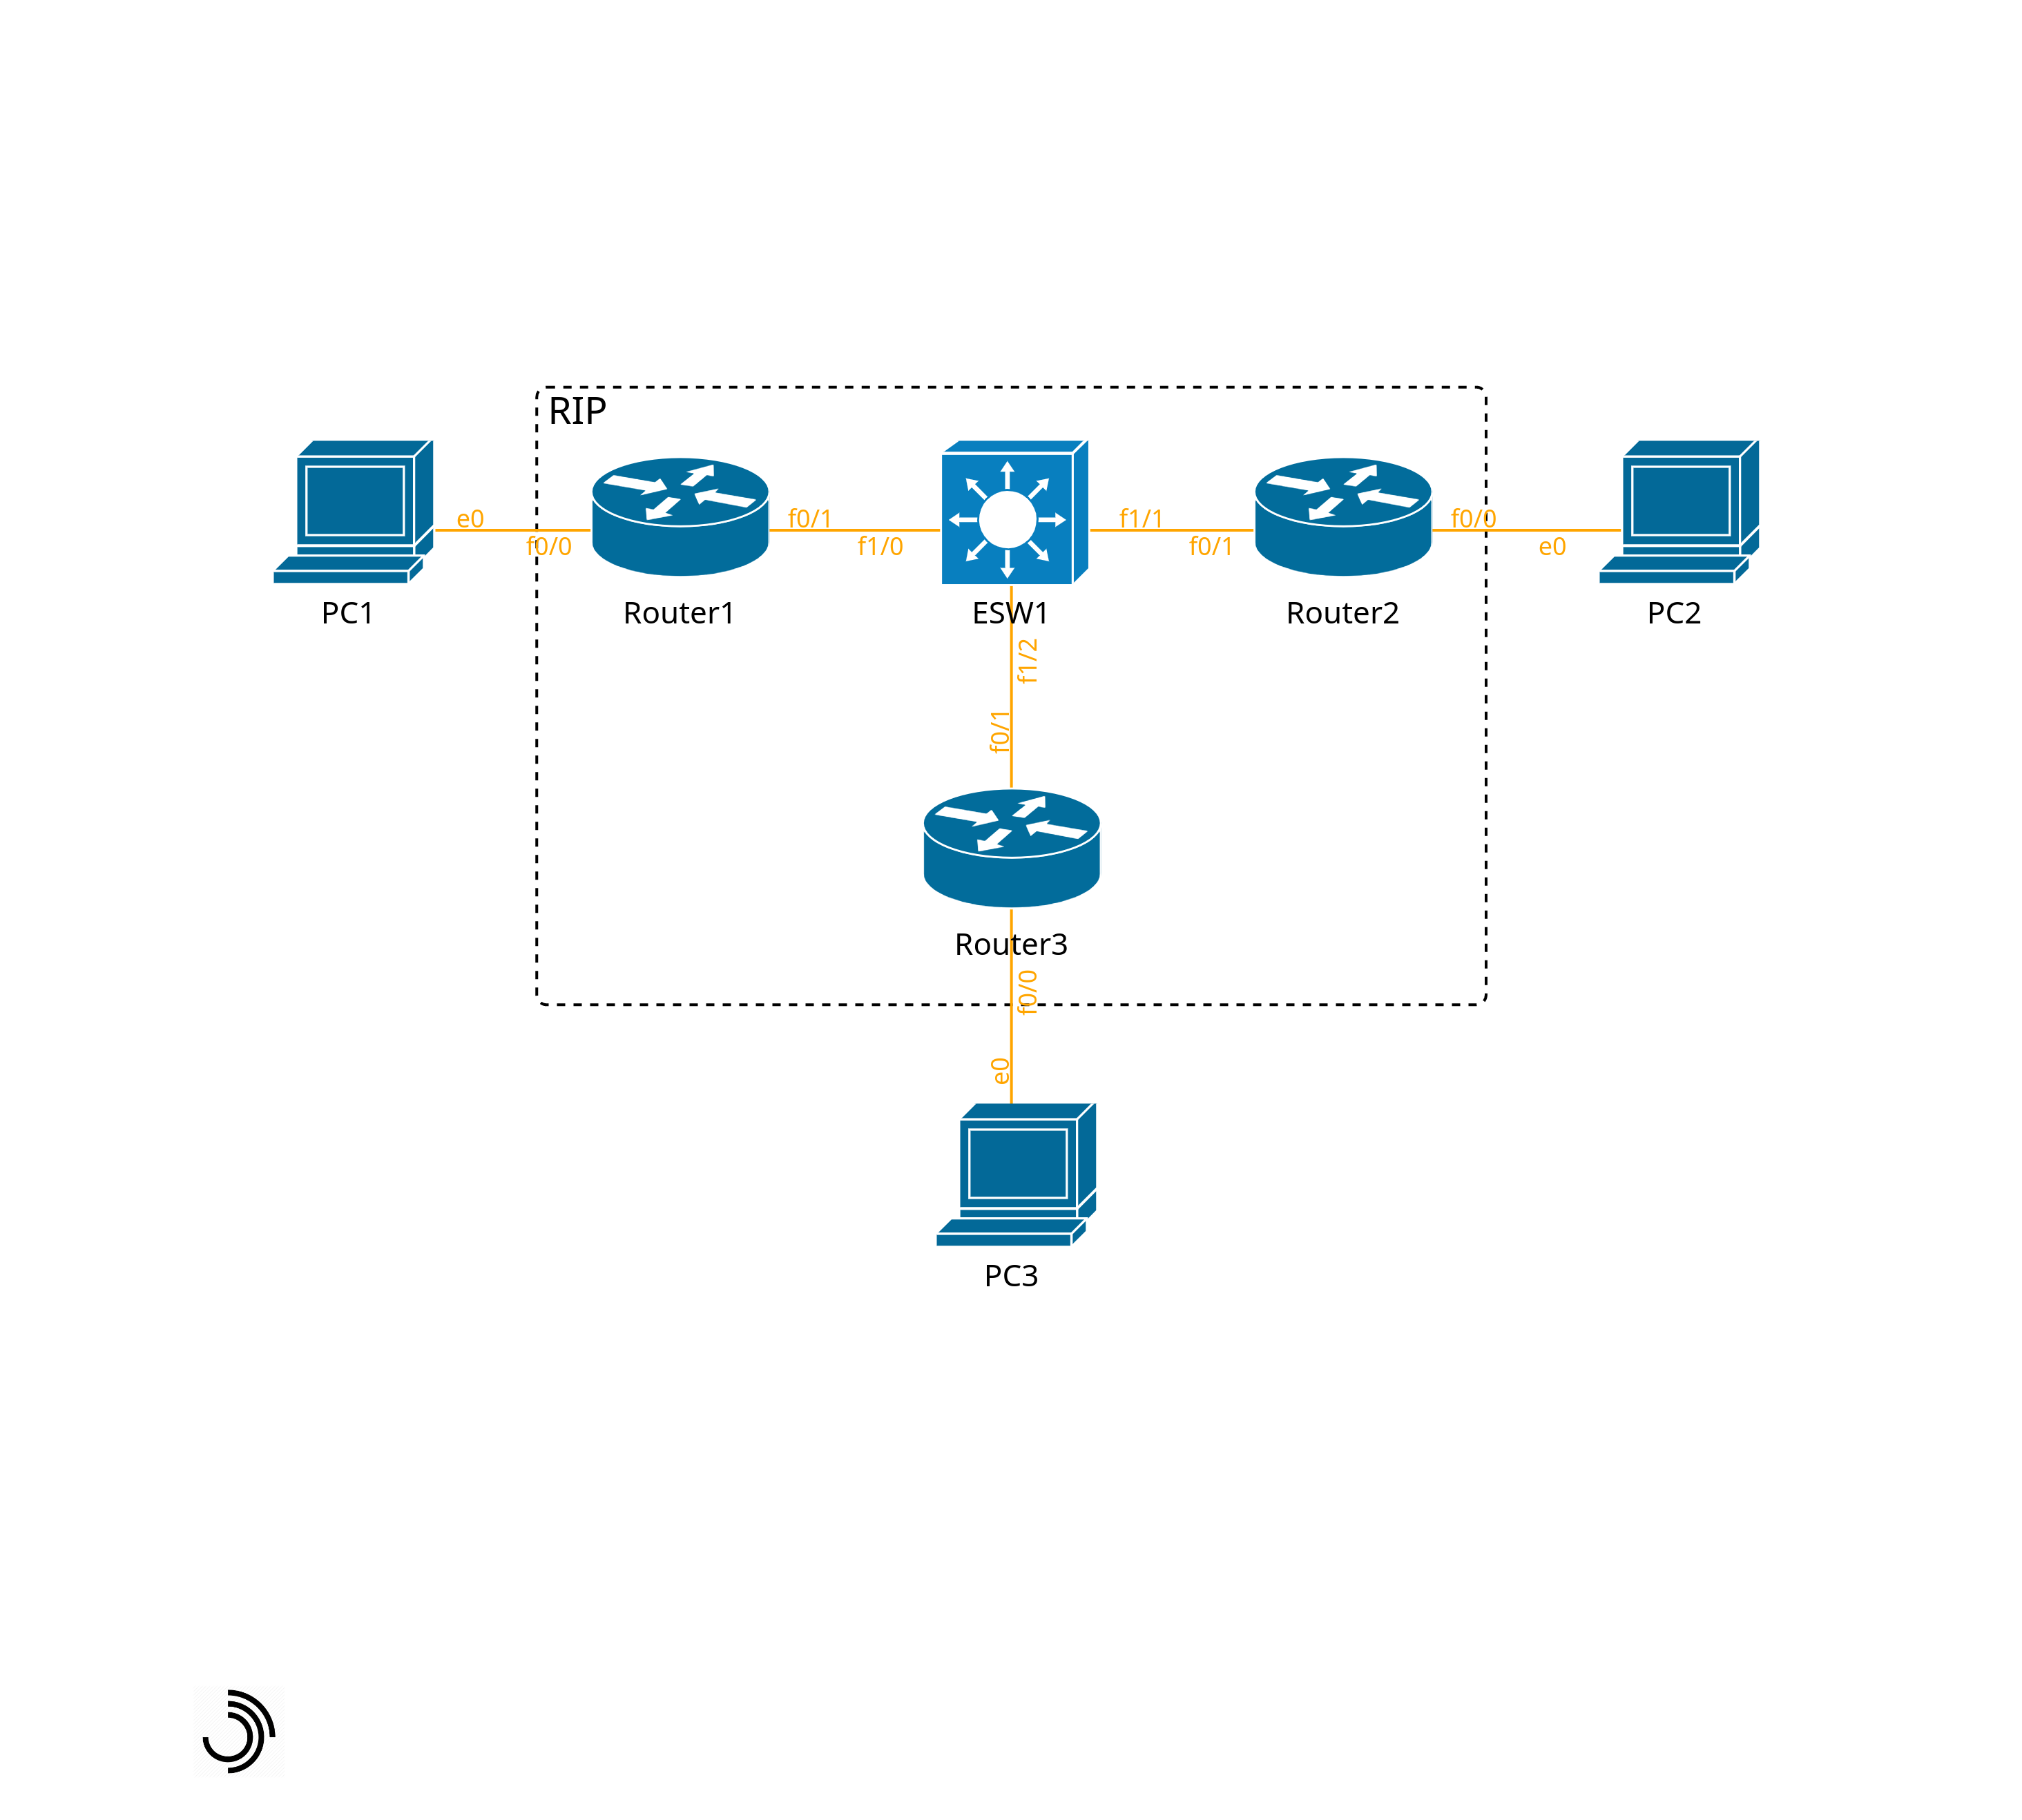 RIP
e0
f0/0
f0/1
f1/0
f1/1
f0/1
f0/0
e0
PC1
Router1
ESW1
Router2
PC2
f1/2
f0/1
Router3
f0/0
e0
PC3